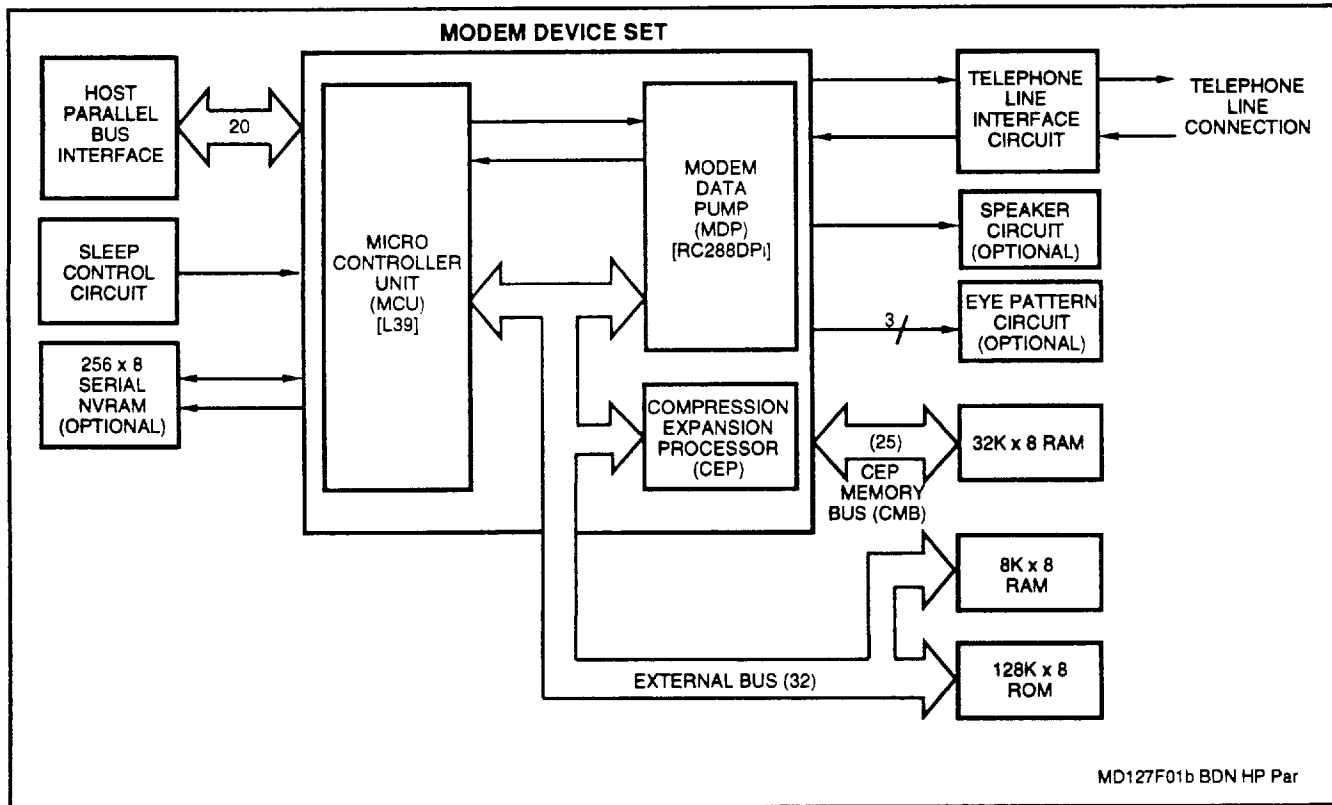 MODEM DEVICE SET
HOST
PARALLEL
BUS
INTERFACE
20
SLEEP
CONTROL
CIRCUIT
256 x 8
SERIAL
NVRAM
(OPTIONAL)
MICRO
CONTROLLER
UNIT
(MCU)
[L39]
MODEM
DATA
PUMP
(MDP)
[RC288DPi]
COMPRESSION
EXPANSION
PROCESSOR
(CEP)
TELEPHONE
LINE
INTERFACE
CIRCUIT
TELEPHONE
LINE
CONNECTION
SPEAKER
CIRCUIT
(OPTIONAL)
3
EYE PATTERN
CIRCUIT
(OPTIONAL)
(25)
CEP
MEMORY
BUS (CMB)
32K x 8 RAM
8K x 8
RAM
128K x 8
ROM
EXTERNAL BUS (32)
MD127F01b BDN HP Par